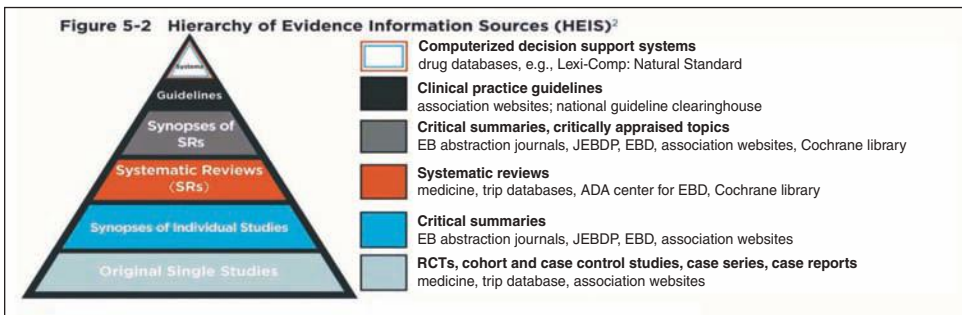 Figure 5-2 Hierarchy of Evidence Information Sources (HEIS)²
Systems
Guidelines
Synopses of
SRs
Systematic Reviews
(SRs)
Synopses of Individual Studies
Original Single Studies
Computerized decision support systems
drug databases, e.g., Lexi-Comp: Natural Standard
Clinical practice guidelines
association websites; national guideline clearinghouse
Critical summaries, critically appraised topics
EB abstraction journals, JEBDP, EBD, association websites, Cochrane library
Systematic reviews
medicine, trip databases, ADA center for EBD, Cochrane library
Critical summaries
EB abstraction journals, JEBDP, EBD, association websites
RCTs, cohort and case control studies, case series, case reports
medicine, trip database, association websites